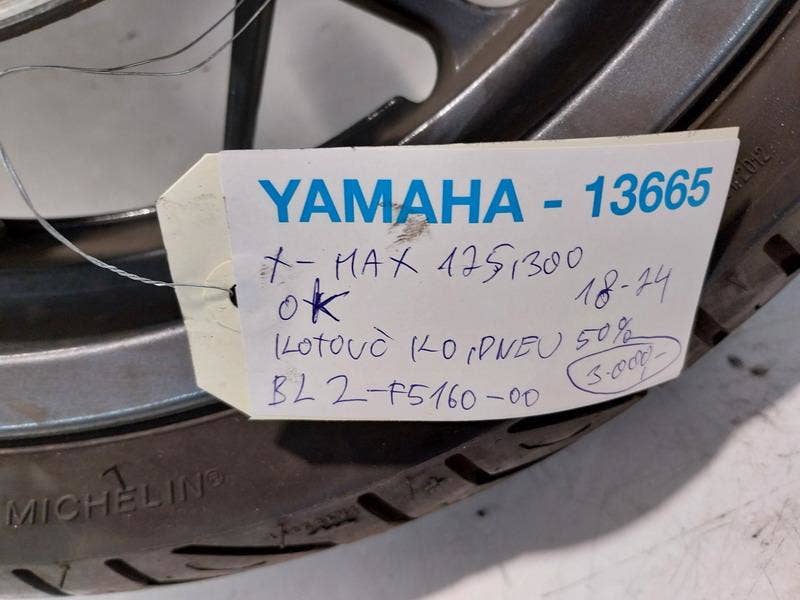 YAMAHA - 13665
X-MAX 125,300
OK 18-24
KOTOUČ KO,PNEU 50%
BL2-F5160-00 3.000,-
MICHELIN®